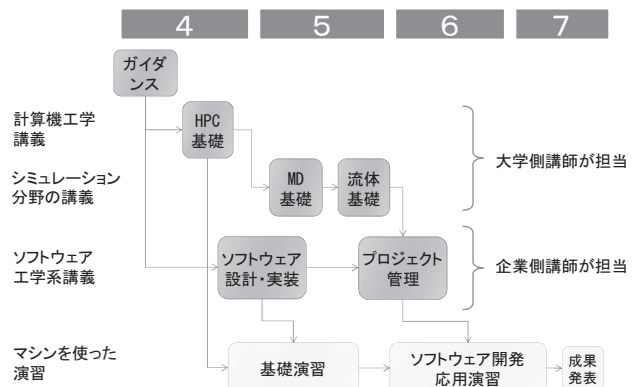 4 5 6 7
ガイダ
ンス
計算機工学
講義
HPC
基礎
大学側講師が担当
シミュレーション
分野の講義
MD
基礎
流体
基礎
ソフトウェア
工学系講義
ソフトウェア
設計・実装
プロジェクト
管理
企業側講師が担当
マシンを使った
演習
基礎演習
ソフトウェア開発
応用演習
成果
発表